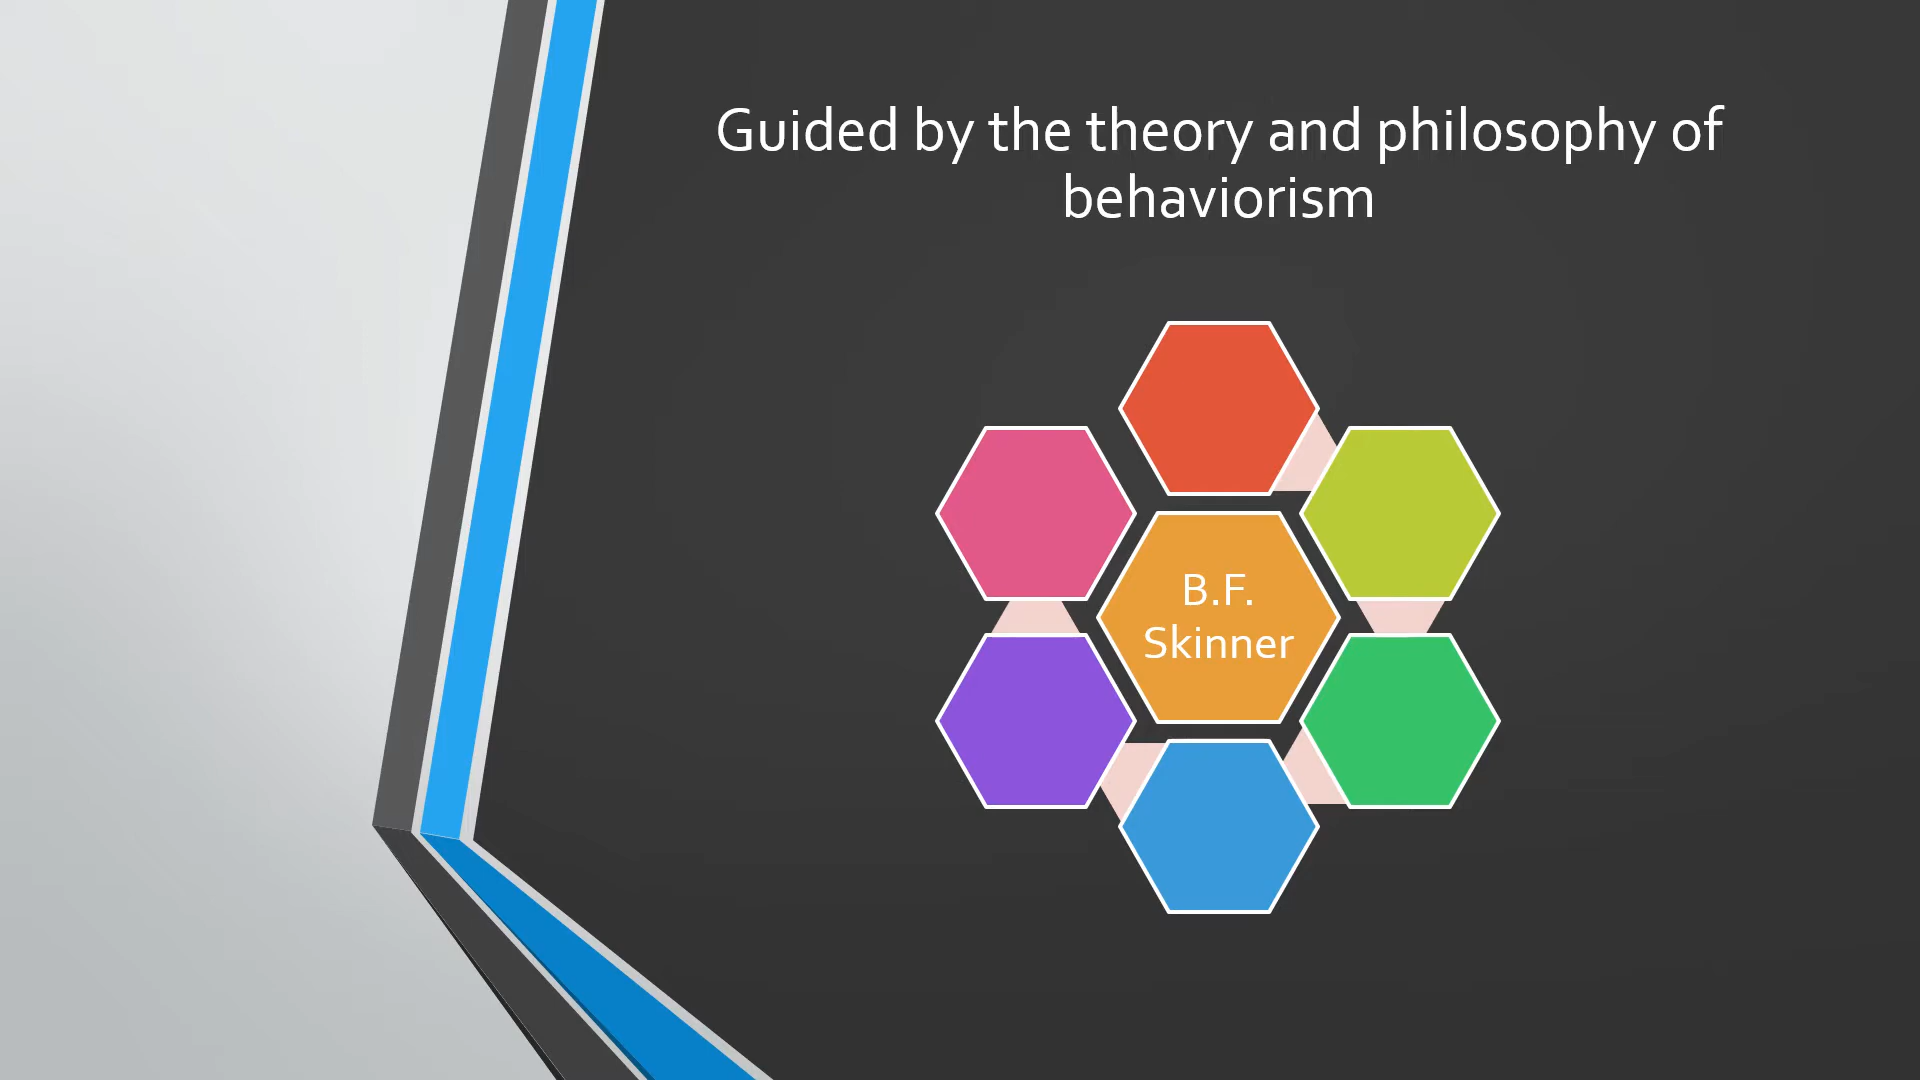 Guided by the theory and philosophy of
behaviorism
B.F.
Skinner